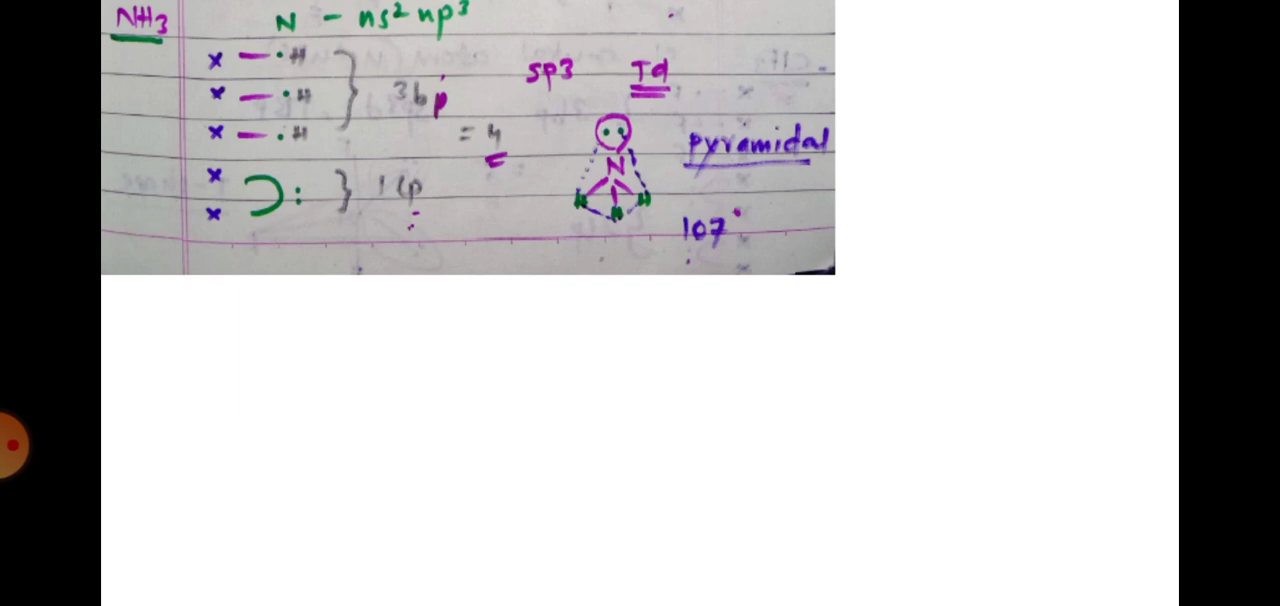 NH3 N - ns² np³
x — • H
x — • H } 3bp
x — • H
x
x : } 1lp
= 4
sp3 Td
N
H H H
pyramidal
107°